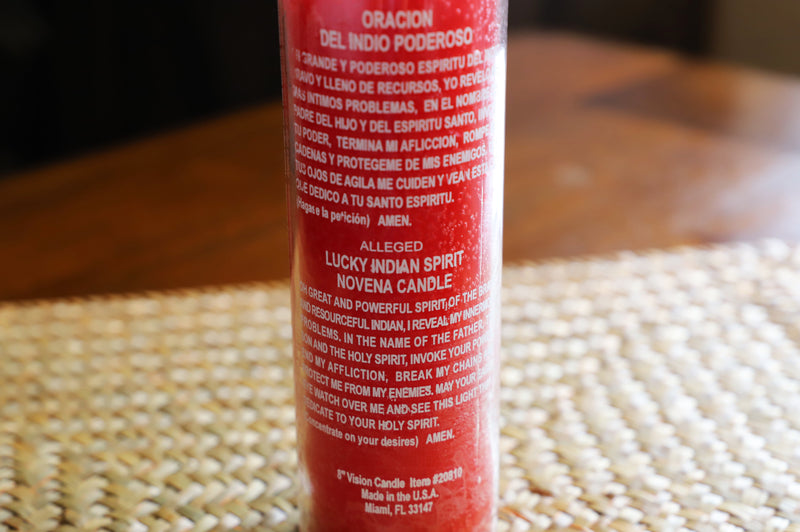 ORACION
DEL INDIO PODEROSO
GRANDE Y PODEROSO ESPIRITU DEL
Y LLENO DE RECURSOS, YO REVELO
INTIMOS PROBLEMAS, EN EL NOMBRE
PADRE DEL HIJO Y DEL ESPIRITU SANTO,
TU PODER, TERMINA MI AFLICCION, ROMPE
CADENAS Y PROTEGEME DE MIS ENEMIGOS,
TUS OJOS DE AGILA ME CUIDEN Y VEAN
QUE DEDICO A TU SANTO ESPIRITU.
(Hagase la petición) AMEN.
ALLEGED
LUCKY INDIAN SPIRIT
NOVENA CANDLE
OH GREAT AND POWERFUL SPIRIT, OF THE
AND RESOURCEFUL INDIAN, I REVEAL MY
PROBLEMS. IN THE NAME OF THE FATHER,
AND THE HOLY SPIRIT, INVOKE YOUR
MY AFFLICTION, BREAK MY CHAINS
PROTECT ME FROM MY ENEMIES. MAY YOUR
WATCH OVER ME AND SEE THIS LIGHT
DEDICATE TO YOUR HOLY SPIRIT.
(concentrate on your desires) AMEN.
8" Vision Candle Item #20810
Made in the U.S.A.
Miami, FL 33147